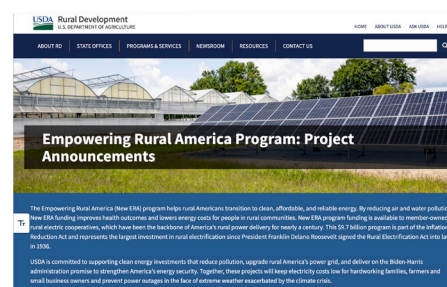 USDA Rural Development
U.S. DEPARTMENT OF AGRICULTURE
HOME ABOUT USDA ASK USDA HELP
ABOUT RD STATE OFFICES PROGRAMS & SERVICES NEWSROOM RESOURCES CONTACT US
Empowering Rural America Program: Project
Announcements
The Empowering Rural America (New ERA) program helps rural Americans transition to clean, affordable, and reliable energy. By reducing air and water pollutio
New ERA funding improves health outcomes and lowers energy costs for people in rural communities. New ERA program funding is available to member-owned
rural electric cooperatives, which have been the backbone of America's rural power delivery for nearly a century. This $9.7 billion program is part of the Inflation
Reduction Act and represents the largest investment in rural electrification since President Franklin Delano Roosevelt signed the Rural Electrification Act into la
in 1936.
USDA is committed to supporting clean energy investments that reduce pollution, upgrade rural America's power grid, and deliver on the Biden-Harris
administration promise to strengthen America's energy security. Together, these projects will keep electricity costs low for hardworking families, farmers and
small business owners and prevent power outages in the face of extreme weather exacerbated by the climate crisis.